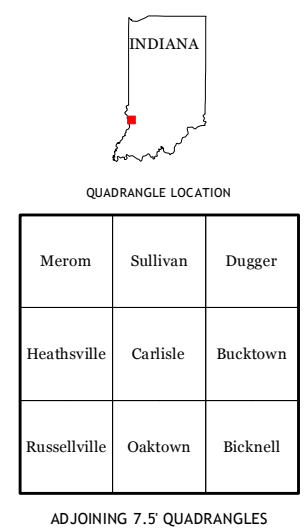 INDIANA
QUADRANGLE LOCATION
Merom Sullivan Dugger
Heathsville Carlisle Bucktown
Russellville Oaktown Bicknell
ADJOINING 7.5' QUADRANGLES